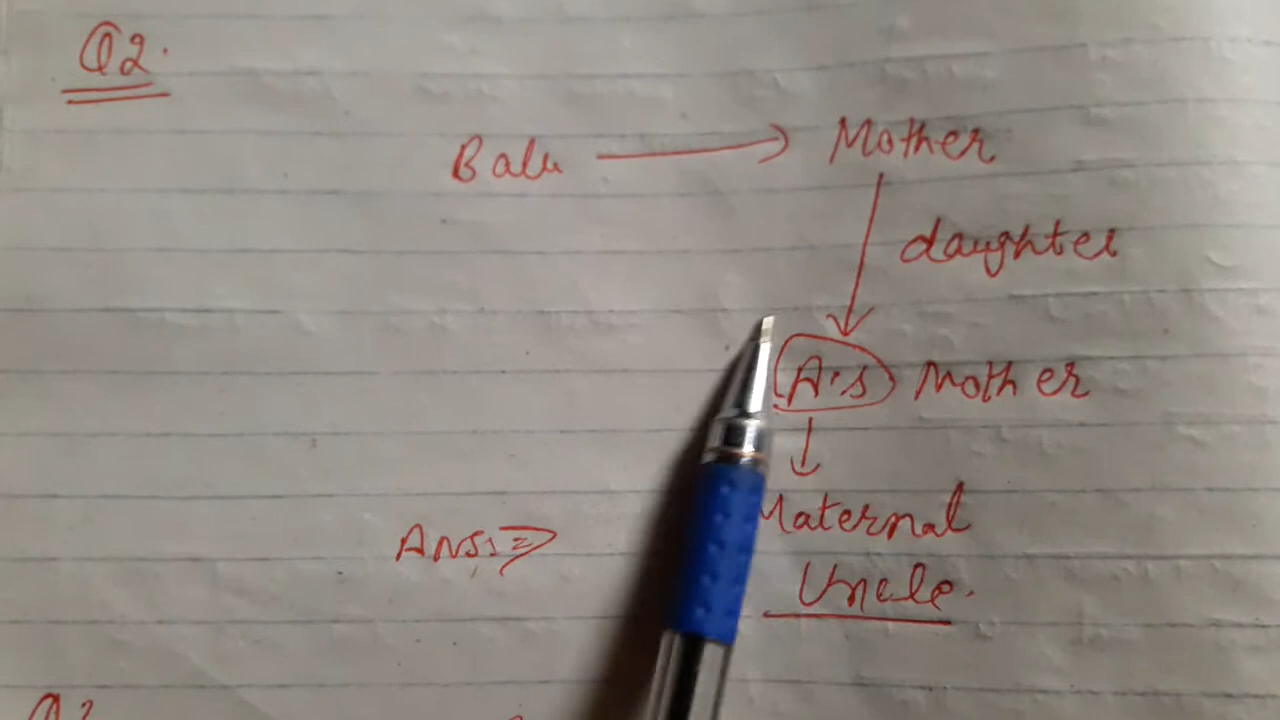 Q2.
Balu → Mother
daughter
A's Mother
↓
Ans ⇒ Maternal
Uncle.